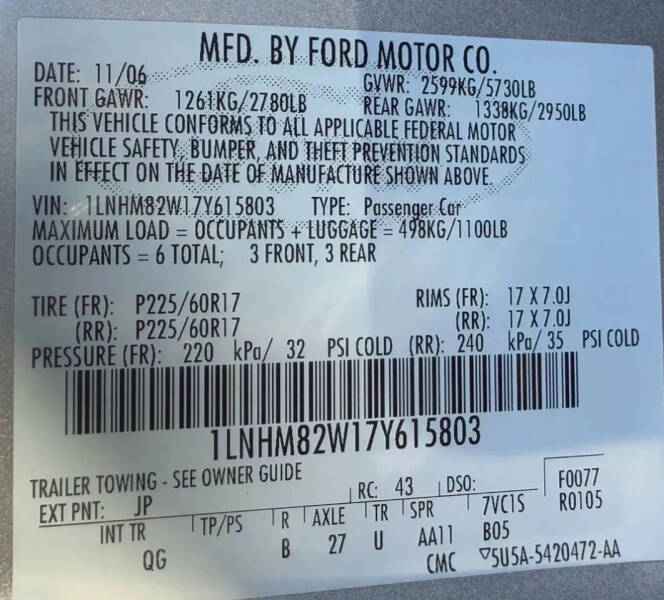 MFD. BY FORD MOTOR CO.
DATE: 11/06 GVWR: 2599KG/5730LB
FRONT GAWR: 1261KG/2780LB REAR GAWR: 1338KG/2950LB
THIS VEHICLE CONFORMS TO ALL APPLICABLE FEDERAL MOTOR
VEHICLE SAFETY, BUMPER, AND THEFT PREVENTION STANDARDS
IN EFFECT ON THE DATE OF MANUFACTURE SHOWN ABOVE.
VIN: 1LNHM82W17Y615803 TYPE: Passenger Car
MAXIMUM LOAD = OCCUPANTS + LUGGAGE = 498KG/1100LB
OCCUPANTS = 6 TOTAL; 3 FRONT, 3 REAR
TIRE (FR): P225/60R17 RIMS (FR): 17 X 7.0J
(RR): P225/60R17 (RR): 17 X 7.0J
PRESSURE (FR): 220 kPa/ 32 PSI COLD (RR): 240 kPa/ 35 PSI COLD
1LNHM82W17Y615803
TRAILER TOWING - SEE OWNER GUIDE
EXT PNT: JP RC: 43 DSO: F0077
INT TR TP/PS R AXLE TR SPR 7VC1S R0105
QG B 27 U AA11 B05
CMC 5U5A-5420472-AA